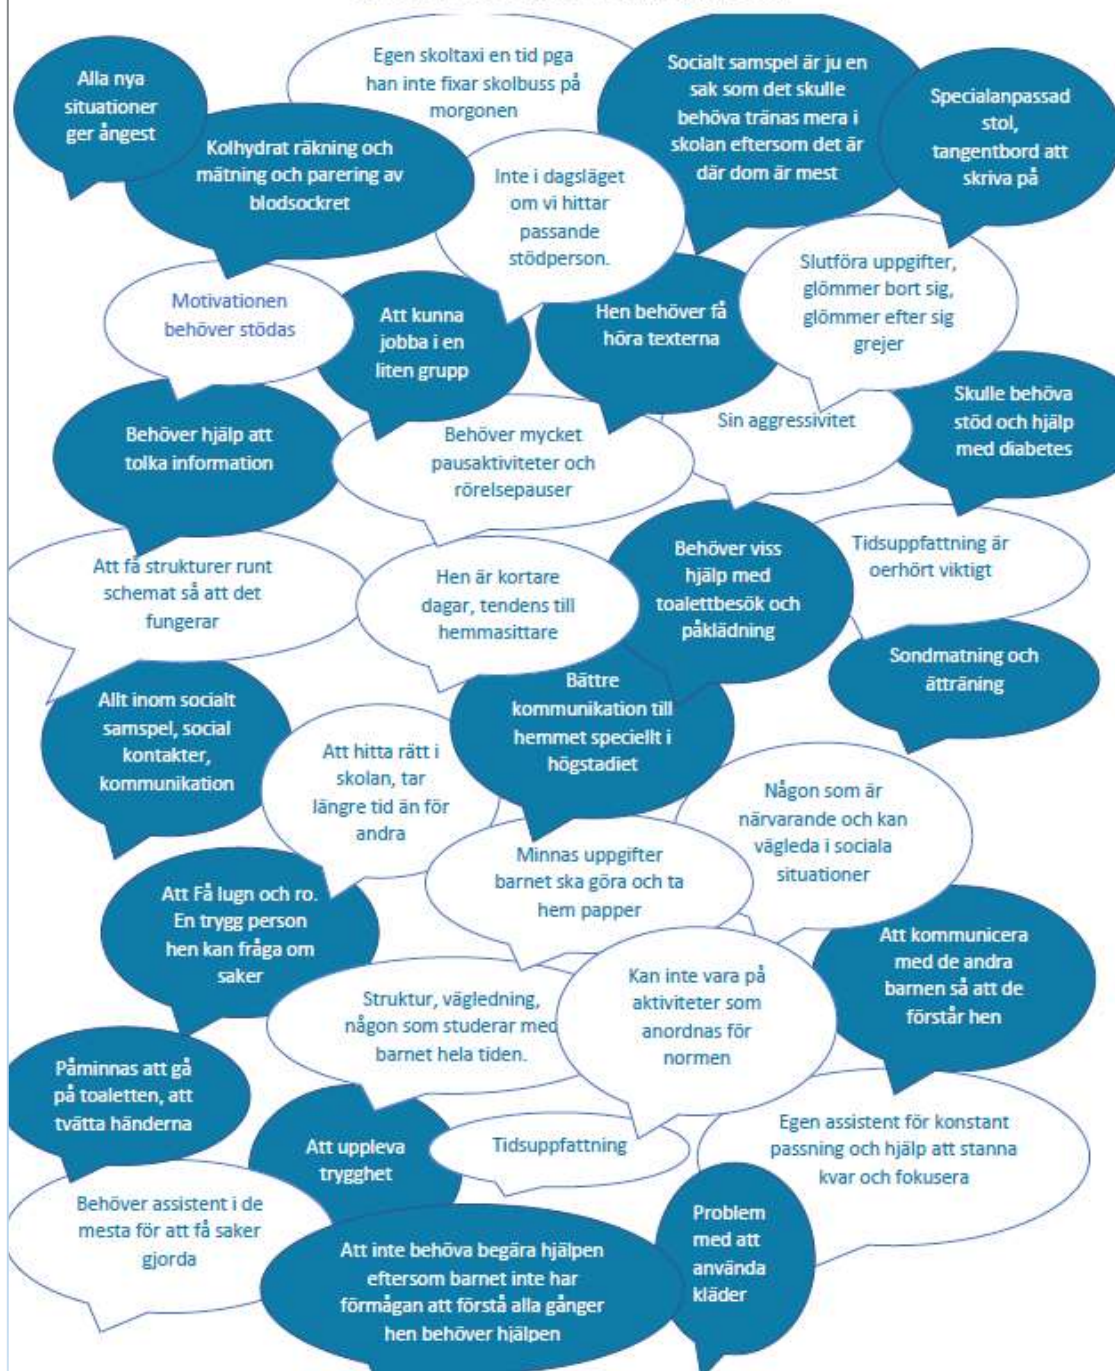 Alla nya
situationer
ger ångest
Egen skoltaxi en tid pga
han inte fixar skolbuss på
morgonen
Socialt samspel är ju en
sak som det skulle
behöva tränas mera i
skolan eftersom det är
där dom är mest
Specialanpassad
stol,
tangentbord att
skriva på
Kolhydrat räkning och
mätning och parering av
blodsockret
Inte i dagsläget
om vi hittar
passande
stödperson.
Motivationen
behöver stödas
Att kunna
jobba i en
liten grupp
Hen behöver få
höra texterna
Slutföra uppgifter,
glömmer bort sig,
glömmer efter sig
grejer
Behöver hjälp att
tolka information
Behöver mycket
pausaktiviteter och
rörelsepauser
Sin aggressivitet
Skulle behöva
stöd och hjälp
med diabetes
Att få strukturer runt
schemat så att det
fungerar
Hen är kortare
dagar, tendens till
hemmasittare
Behöver viss
hjälp med
toalettbesök och
påklädning
Tidsuppfattning är
oerhört viktigt
Sondmatning och
ätträning
Allt inom socialt
samspel, social
kontakter,
kommunikation
Att hitta rätt i
skolan, tar
längre tid än för
andra
Bättre
kommunikation till
hemmet speciellt i
högstadiet
Någon som är
närvarande och kan
vägleda i sociala
situationer
Minnas uppgifter
barnet ska göra och ta
hem papper
Att Få lugn och ro.
En trygg person
hen kan fråga om
saker
Struktur, vägledning,
någon som studerar med
barnet hela tiden.
Kan inte vara på
aktiviteter som
anordnas för
normen
Att kommunicera
med de andra
barnen så att de
förstår hen
Påminnas att gå
på toaletten, att
tvätta händerna
Att uppleva
trygghet
Tidsuppfattning
Egen assistent för konstant
passning och hjälp att stanna
kvar och fokusera
Behöver assistent i de
mesta för att få saker
gjorda
Att inte behöva begära hjälpen
eftersom barnet inte har
förmågan att förstå alla gånger
hen behöver hjälpen
Problem
med att
använda
kläder